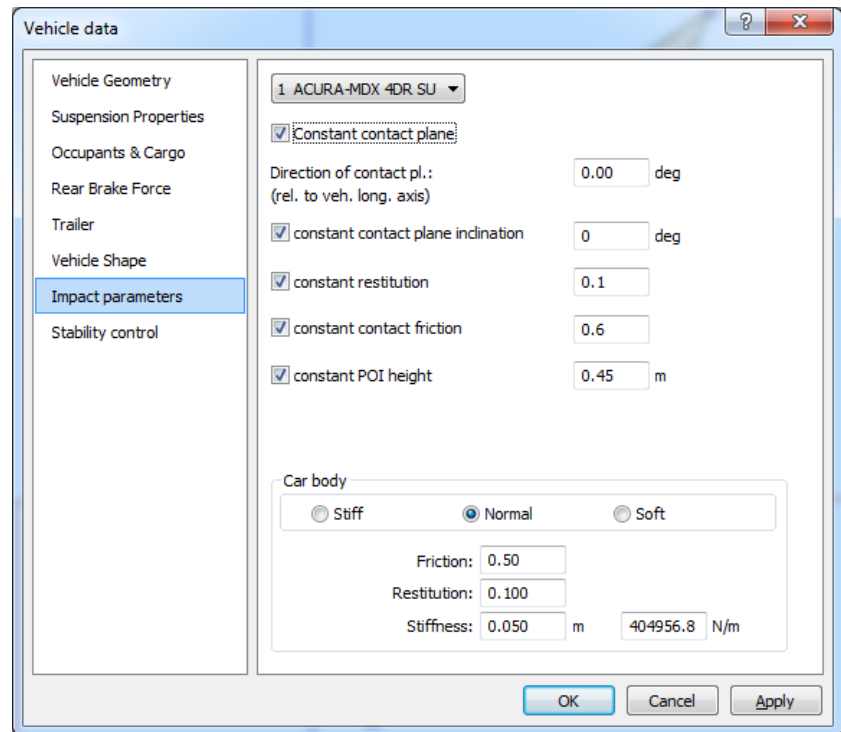 Vehicle data
Vehicle Geometry
Suspension Properties
Occupants & Cargo
Rear Brake Force
Trailer
Vehicle Shape
Impact parameters
Stability control
1 ACURA-MDX 4DR SU
Constant contact plane
Direction of contact pl.: 0.00 deg
(rel. to veh. long. axis)
constant contact plane inclination 0 deg
constant restitution 0.1
constant contact friction 0.6
constant POI height 0.45 m
Car body
Stiff Normal Soft
Friction: 0.50
Restitution: 0.100
Stiffness: 0.050 m 404956.8 N/m
OK Cancel Apply